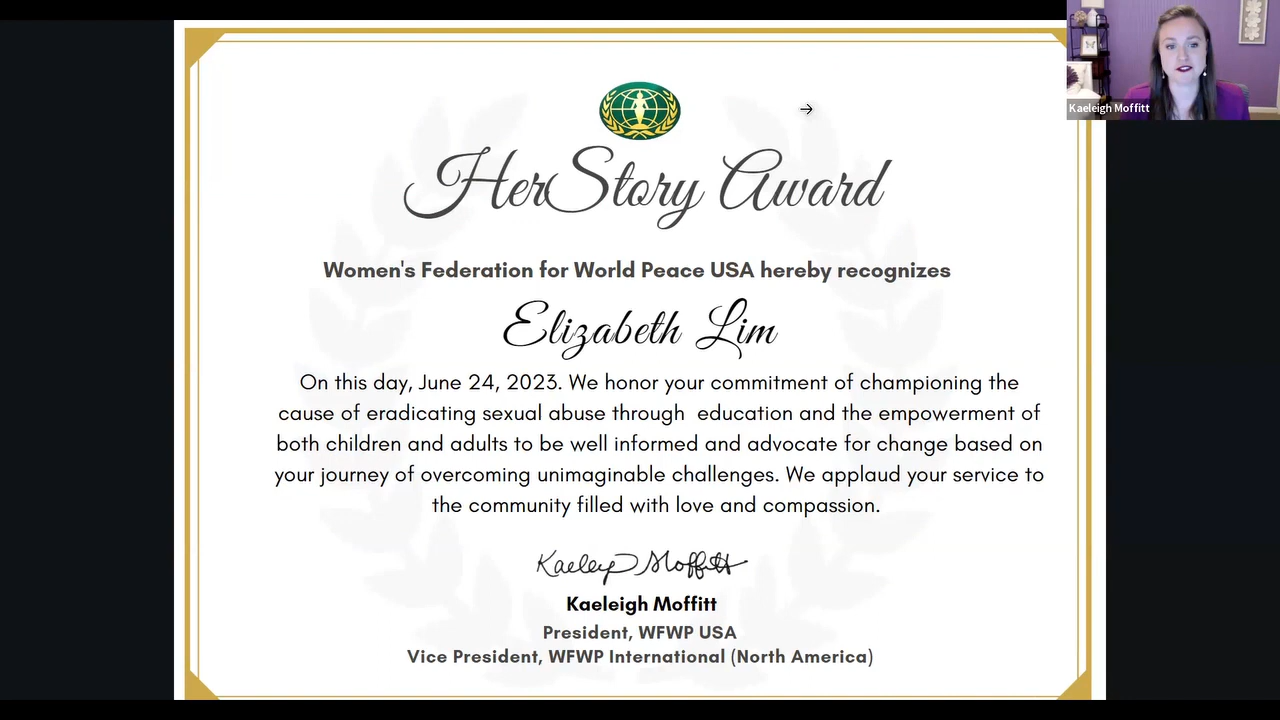 Kaeleigh Moffitt
HerStory Award
Women's Federation for World Peace USA hereby recognizes
Elizabeth Lim
On this day, June 24, 2023. We honor your commitment of championing the
cause of eradicating sexual abuse through  education and the empowerment of
both children and adults to be well informed and advocate for change based on
your journey of overcoming unimaginable challenges. We applaud your service to
the community filled with love and compassion.
Kaeleigh Moffitt
Kaeleigh Moffitt
President, WFWP USA
Vice President, WFWP International (North America)